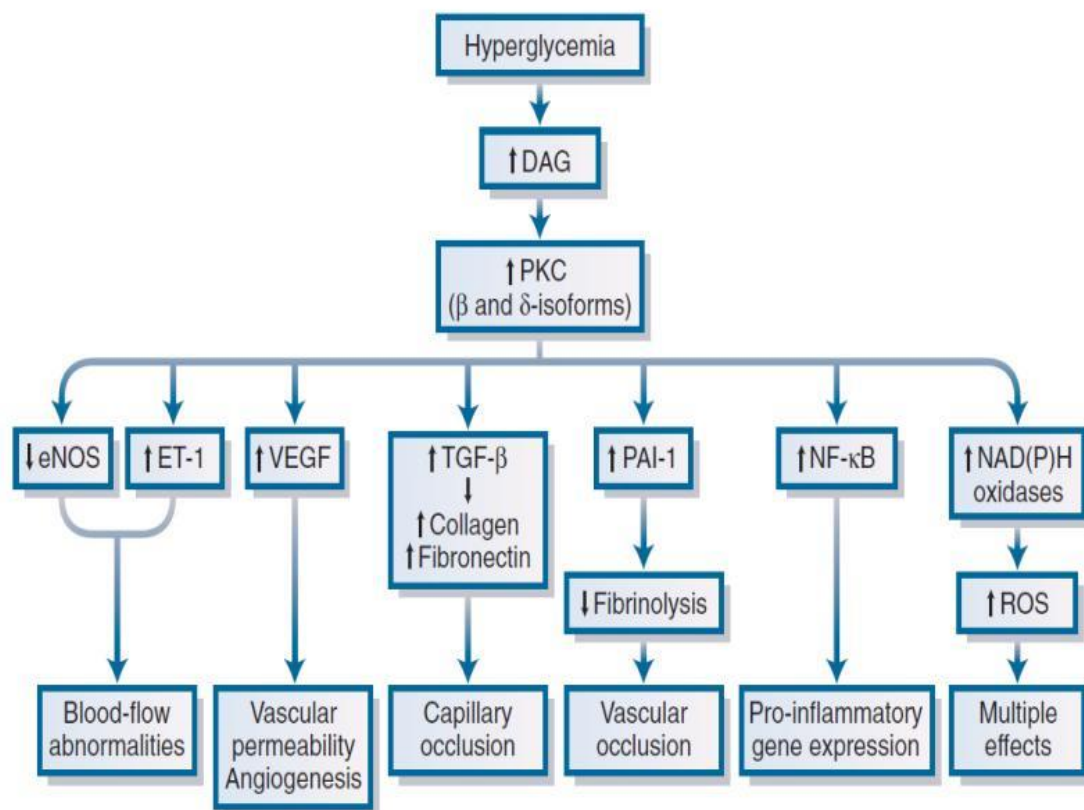 Hyperglycemia
↑DAG
↑PKC
(β and δ-isoforms)
↓eNOS
↑ET-1
↑VEGF
↑TGF-β
↓
↑Collagen
↑Fibronectin
↑PAI-1
↑NF-κB
↑NAD(P)H
oxidases
↓Fibrinolysis
↑ROS
Blood-flow
abnormalities
Vascular
permeability
Angiogenesis
Capillary
occlusion
Vascular
occlusion
Pro-inflammatory
gene expression
Multiple
effects